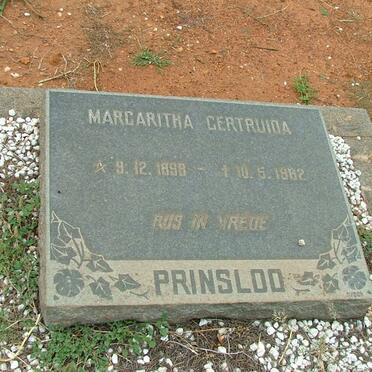 MARGARITHA GERTRUIDA
☆ 9.12.1898 - † 10.5.1982
RUS IN VREDE
PRINSLOO